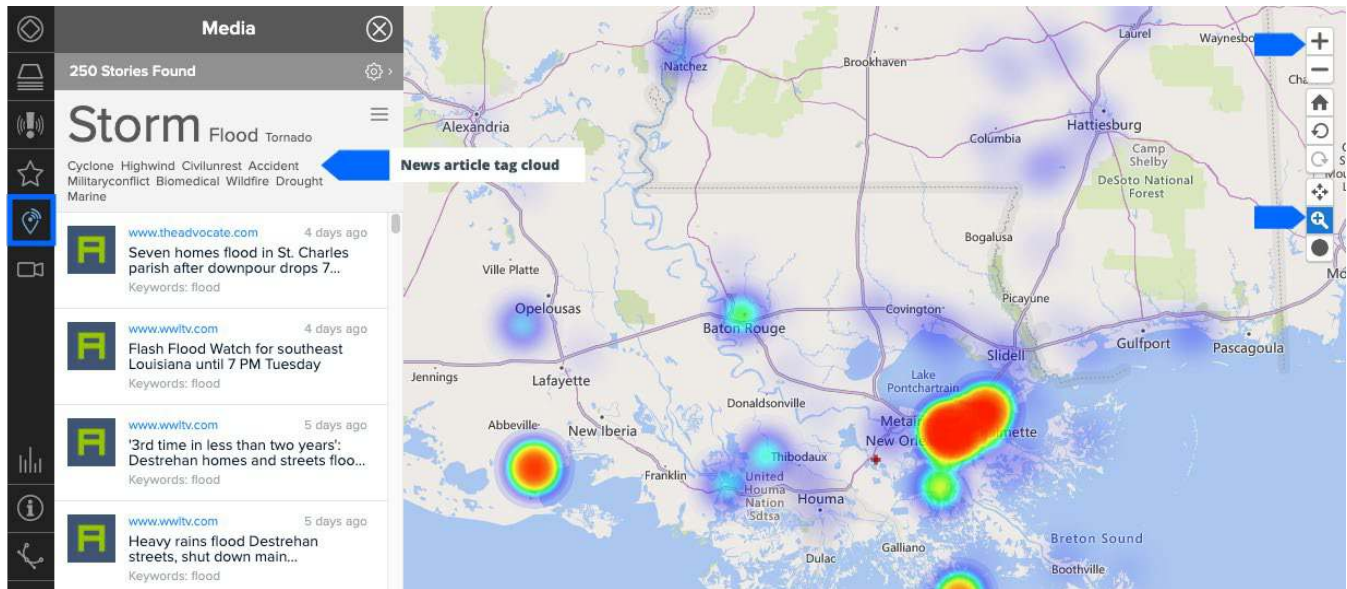 Media
250 Stories Found
Storm Flood Tornado
Cyclone Highwind Civilunrest Accident
Militaryconflict Biomedical Wildfire Drought
Marine
News article tag cloud
www.theadvocate.com 4 days ago
Seven homes flood in St. Charles
parish after downpour drops 7...
Keywords: flood
www.wwltv.com 4 days ago
Flash Flood Watch for southeast
Louisiana until 7 PM Tuesday
Keywords: flood
www.wwltv.com 5 days ago
'3rd time in less than two years':
Destrehan homes and streets floo...
Keywords: flood
www.wwltv.com 5 days ago
Heavy rains flood Destrehan
streets, shut down main...
Keywords: flood
Laurel
Waynesbo
Natchez
Brookhaven
Cha
Alexandria
Columbia
Hattiesburg
Camp
Shelby
DeSoto National
Forest
Bogalusa
Ville Platte
Opelousas
Picayune
Baton Rouge
Covington
Gulfport
Pascagoula
Slidell
Jennings
Lafayette
Lake
Pontchartrain
Donaldsonville
Abbeville
New Iberia
Metair
New Orle
mette
Thibodaux
Franklin
United
Houma
Nation
Sdtsa
Houma
Galliano
Breton Sound
Dulac
Boothville